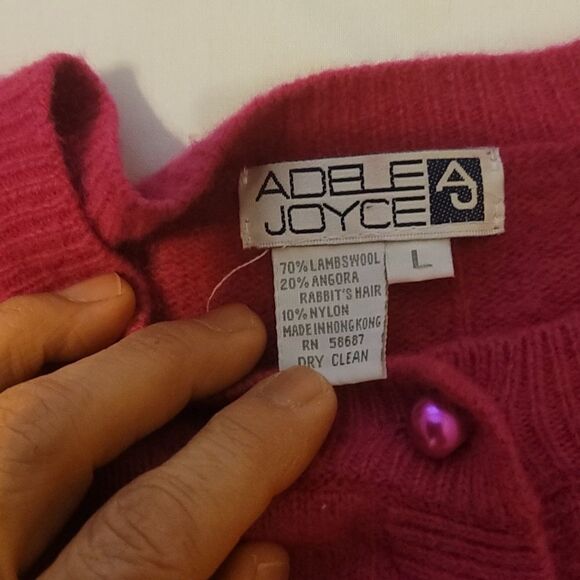 ADELE AJ
JOYCE
L
70% LAMBSWOOL
20% ANGORA
RABBIT'S HAIR
10% NYLON
MADE IN HONG KONG
RN 58687
DRY CLEAN